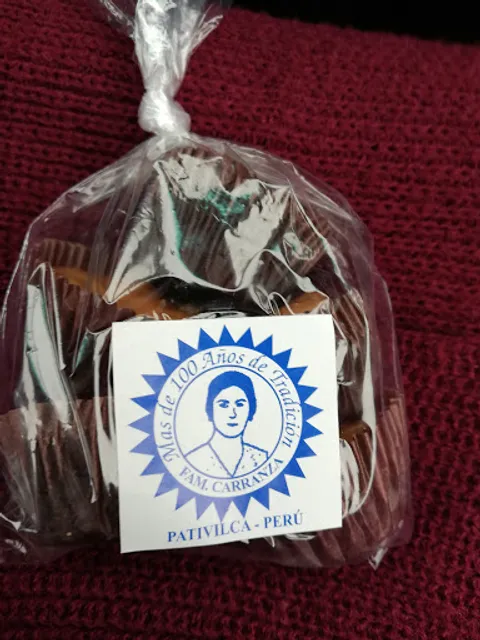 Mas de 100 Años de Tradición
FAM. CARRANZA
PATIVILCA - PERÚ